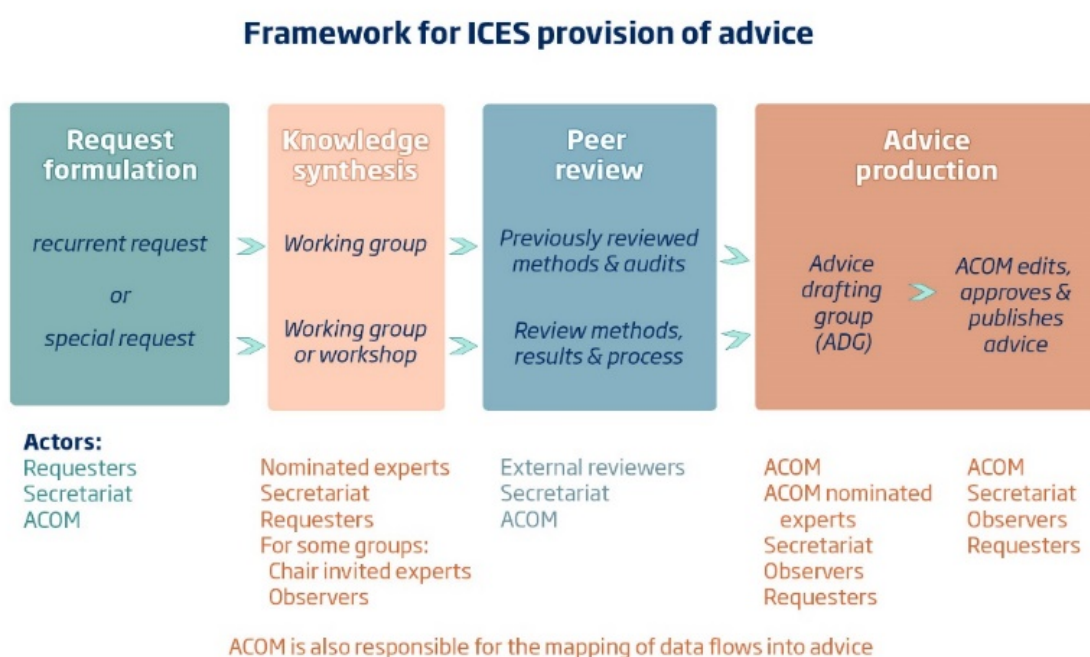 Framework for ICES provision of advice
Request
formulation
recurrent request
or
special request
Knowledge
synthesis
Working group
Working group
or workshop
Peer
review
Previously reviewed
methods & audits
Review methods,
results & process
Advice
production
Advice
drafting
group
(ADG)
ACOM edits,
approves &
publishes
advice
Actors:
Requesters
Secretariat
ACOM
Nominated experts
Secretariat
Requesters
For some groups:
Chair invited experts
Observers
External reviewers
Secretariat
ACOM
ACOM
ACOM nominated
experts
Secretariat
Observers
Requesters
ACOM
Secretariat
Observers
Requesters
ACOM is also responsible for the mapping of data flows into advice